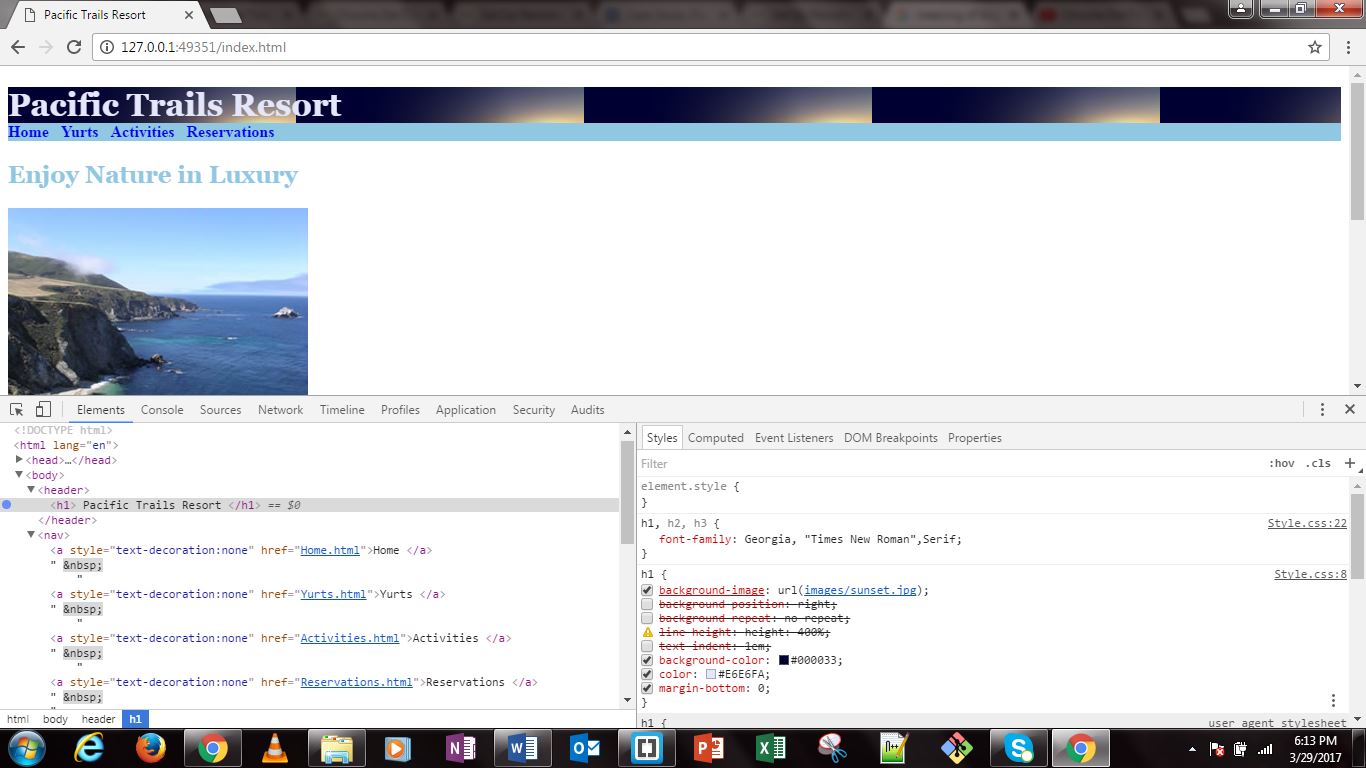 Pacific Trails Resort
127.0.0.1:49351/index.html
Pacific Trails Resort
Home Yurts Activities Reservations
Enjoy Nature in Luxury
Elements Console Sources Network Timeline Profiles Application Security Audits
<!DOCTYPE html>
<html lang="en">
<head>…</head>
<body>
<header>
<h1> Pacific Trails Resort </h1> == $0
</header>
<nav>
<a style="text-decoration:none" href="Home.html">Home </a>
" &nbsp;
"
<a style="text-decoration:none" href="Yurts.html">Yurts </a>
" &nbsp;
"
<a style="text-decoration:none" href="Activities.html">Activities </a>
" &nbsp;
"
<a style="text-decoration:none" href="Reservations.html">Reservations </a>
" &nbsp;
"
html body header h1
Styles Computed Event Listeners DOM Breakpoints Properties
Filter :hov .cls +
element.style {
}
h1, h2, h3 { Style.css:22
font-family: Georgia, "Times New Roman",Serif;
}
h1 { Style.css:8
background-image: url(images/sunset.jpg);
background-position: right;
background-repeat: no-repeat;
line-height: height: 400%;
text-indent: 1em;
background-color: #000033;
color: #E6E6FA;
margin-bottom: 0;
}
h1 { user agent stylesheet
6:13 PM
3/29/2017